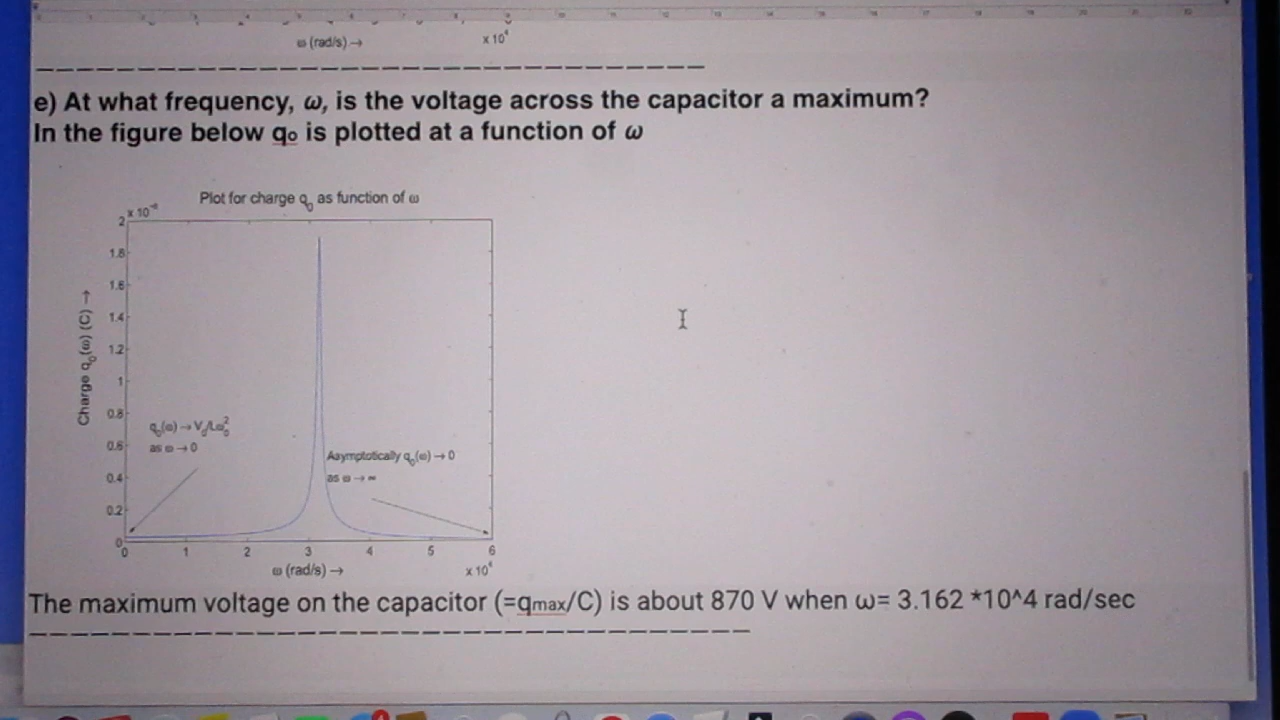 ω (rad/s) → x 10⁴
e) At what frequency, ω, is the voltage across the capacitor a maximum?
In the figure below qₒ is plotted at a function of ω
Plot for charge q₀ as function of ω
2
1.8
1.6
1.4
1.2
1
0.8
0.6
0.4
0.2
0
Charge q₀(ω) (C) →
q₀(ω) → V₀/Lω₀²
as ω → 0
Asymptotically q₀(ω) → 0
as ω → ∞
0 1 2 3 4 5 6
ω (rad/s) → x 10⁴
The maximum voltage on the capacitor (=qmax/C) is about 870 V when ω= 3.162 *10^4 rad/sec